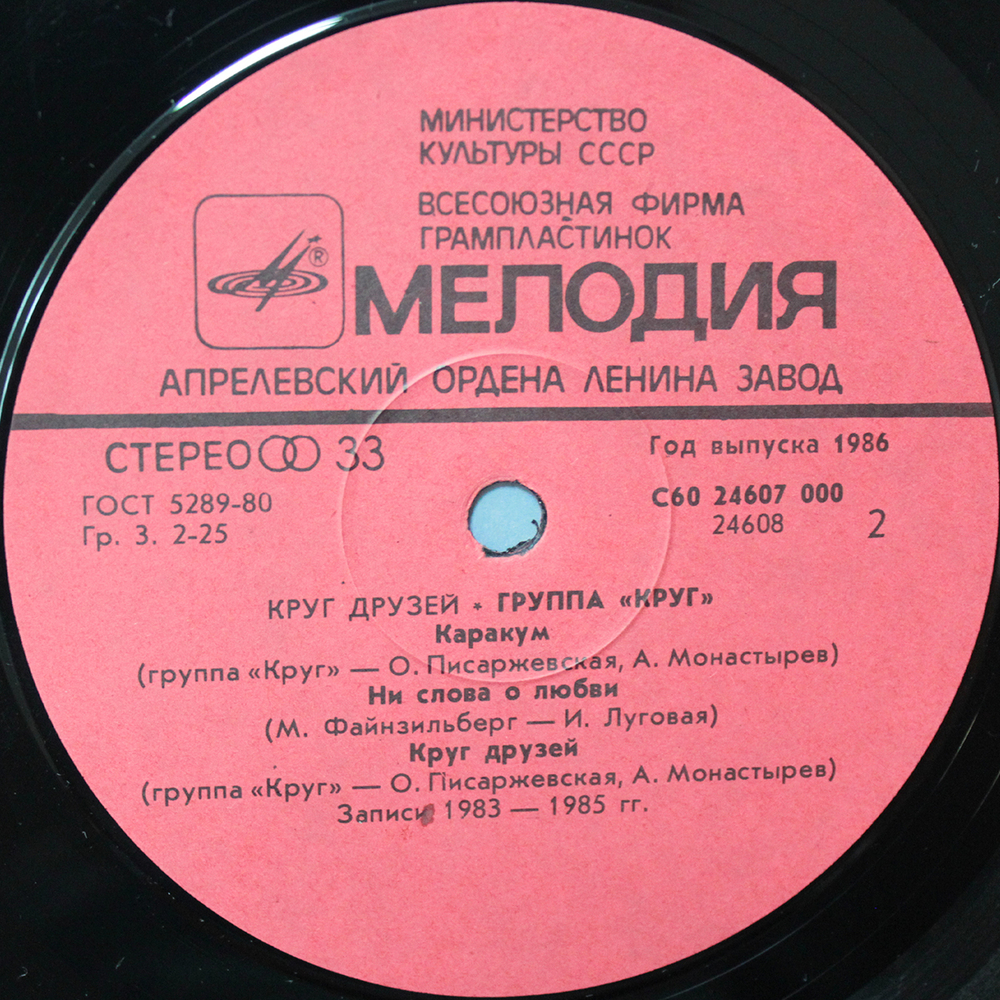 МИНИСТЕРСТВО
КУЛЬТУРЫ СССР
ВСЕСОЮЗНАЯ ФИРМА
ГРАМПЛАСТИНОК
®
МЕЛОДИЯ
АПРЕЛЕВСКИЙ ОРДЕНА ЛЕНИНА ЗАВОД
СТЕРЕО 33
Год выпуска 1986
ГОСТ 5289-80
С60 24607 000
Гр. 3. 2-25
24608
2
КРУГ ДРУЗЕЙ * ГРУППА «КРУГ»
Каракум
(группа «Круг» — О. Писаржевская, А. Монастырев)
Ни слова о любви
(М. Файнзильберг — И. Луговая)
Круг друзей
(группа «Круг» — О. Писаржевская, А. Монастырев)
Записи 1983 — 1985 гг.